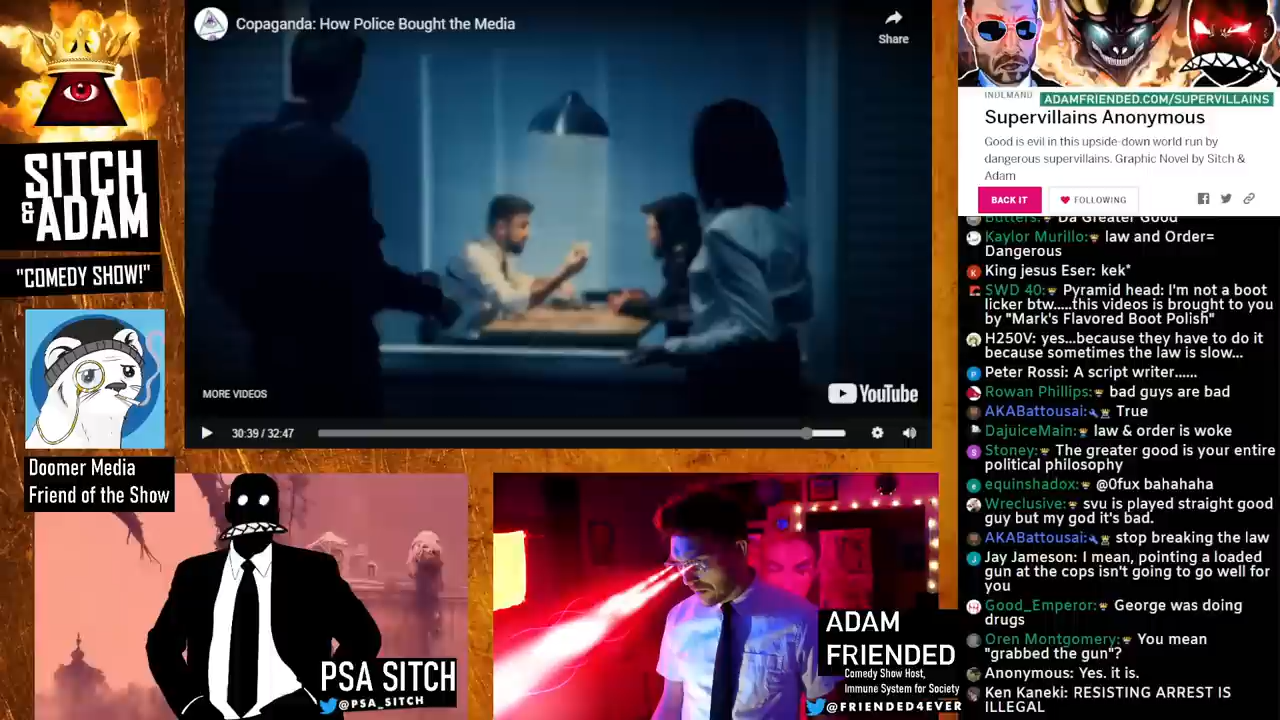 Copaganda: How Police Bought the Media
Share
MORE VIDEOS
YouTube
30:39 / 32:47
SITCH
& ADAM
"COMEDY SHOW!"
Doomer Media
Friend of the Show
PSA SITCH
@PSA_SITCH
ADAM
FRIENDED
Comedy Show Host,
Immune System for Society
@FRIENDED4EVER
INDEMAND
ADAMFRIENDED.COM/SUPERVILLAINS
Supervillains Anonymous
Good is evil in this upside-down world run by
dangerous supervillains. Graphic Novel by Sitch &
Adam
BACK IT
FOLLOWING
Butters: Da Greater Good
Kaylor Murillo: law and Order=
Dangerous
King jesus Eser: kek*
SWD 40: Pyramid head: I'm not a boot
licker btw.....this videos is brought to you
by "Mark's Flavored Boot Polish"
H250V: yes...because they have to do it
because sometimes the law is slow...
Peter Rossi: A script writer......
Rowan Phillips: bad guys are bad
AKABattousai: True
DajuiceMain: law & order is woke
Stoney: The greater good is your entire
political philosophy
equinshadox: @0fux bahahaha
Wreclusive: svu is played straight good
guy but my god it's bad.
AKABattousai: stop breaking the law
Jay Jameson: I mean, pointing a loaded
gun at the cops isn't going to go well for
you
Good_Emperor: George was doing
drugs
Oren Montgomery: You mean
"grabbed the gun"?
Anonymous: Yes. it is.
Ken Kaneki: RESISTING ARREST IS
ILLEGAL